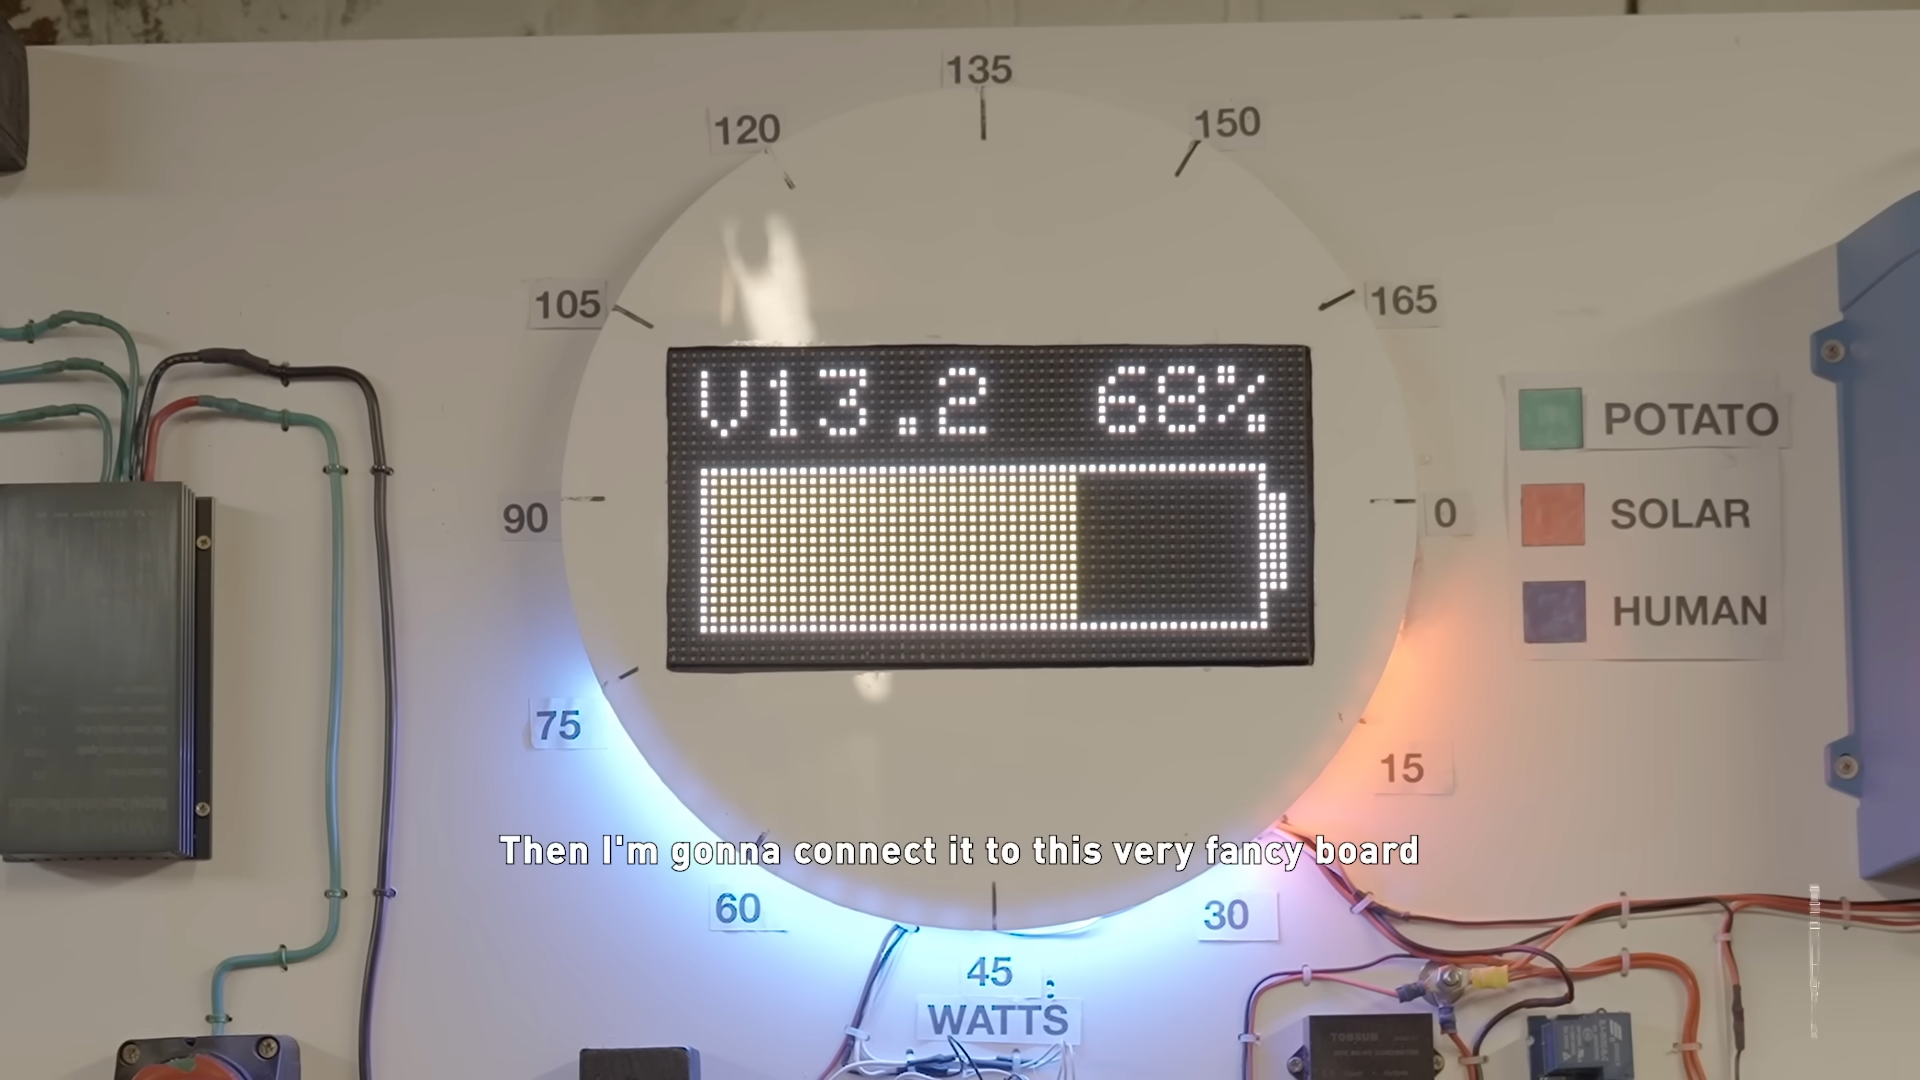 135
120
150
105
165
V13.2 68%
POTATO
90
0
SOLAR
HUMAN
75
15
Then I'm gonna connect it to this very fancy board
60
30
45
WATTS
TOBSUN